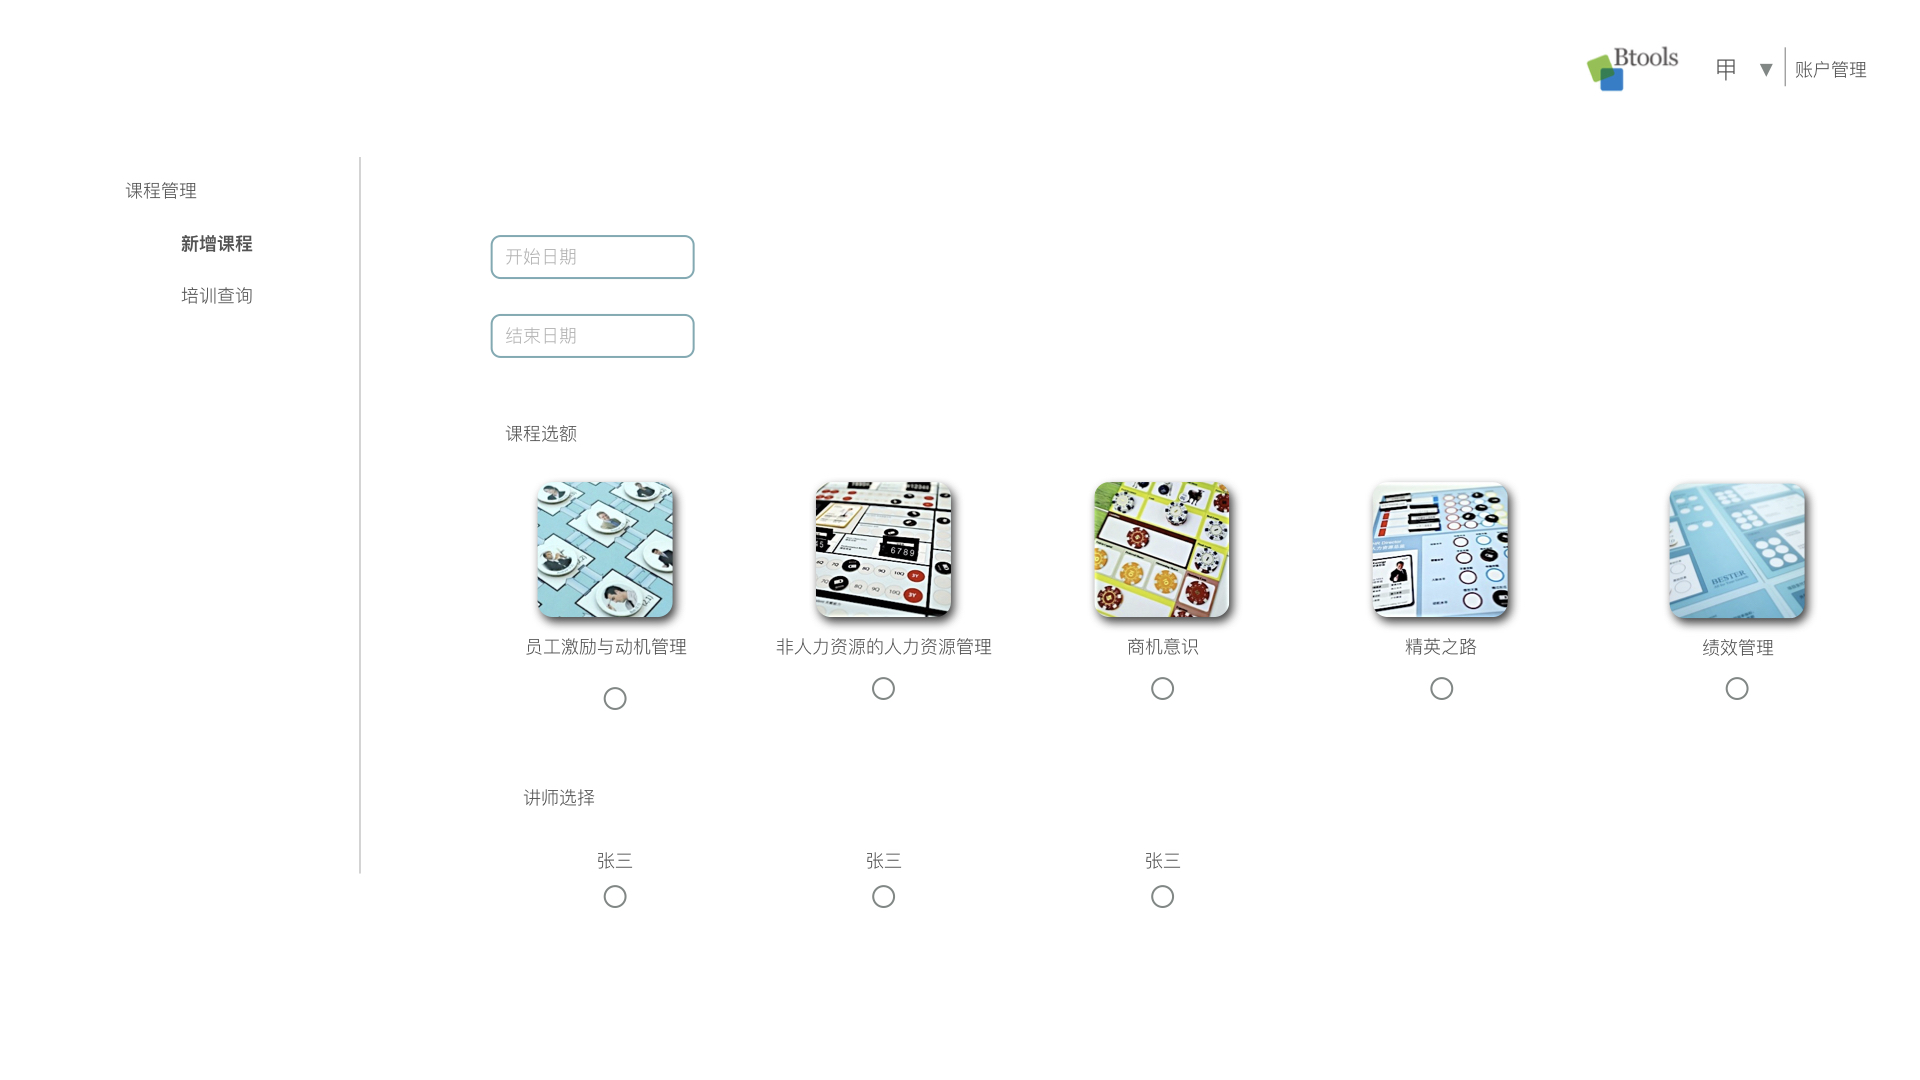 Btools 甲 ▼ 账户管理
课程管理
新增课程
培训查询
开始日期
结束日期
课程选额
6789
BESTER
员工激励与动机管理 非人力资源的人力资源管理 商机意识 精英之路 绩效管理
讲师选择
张三 张三 张三